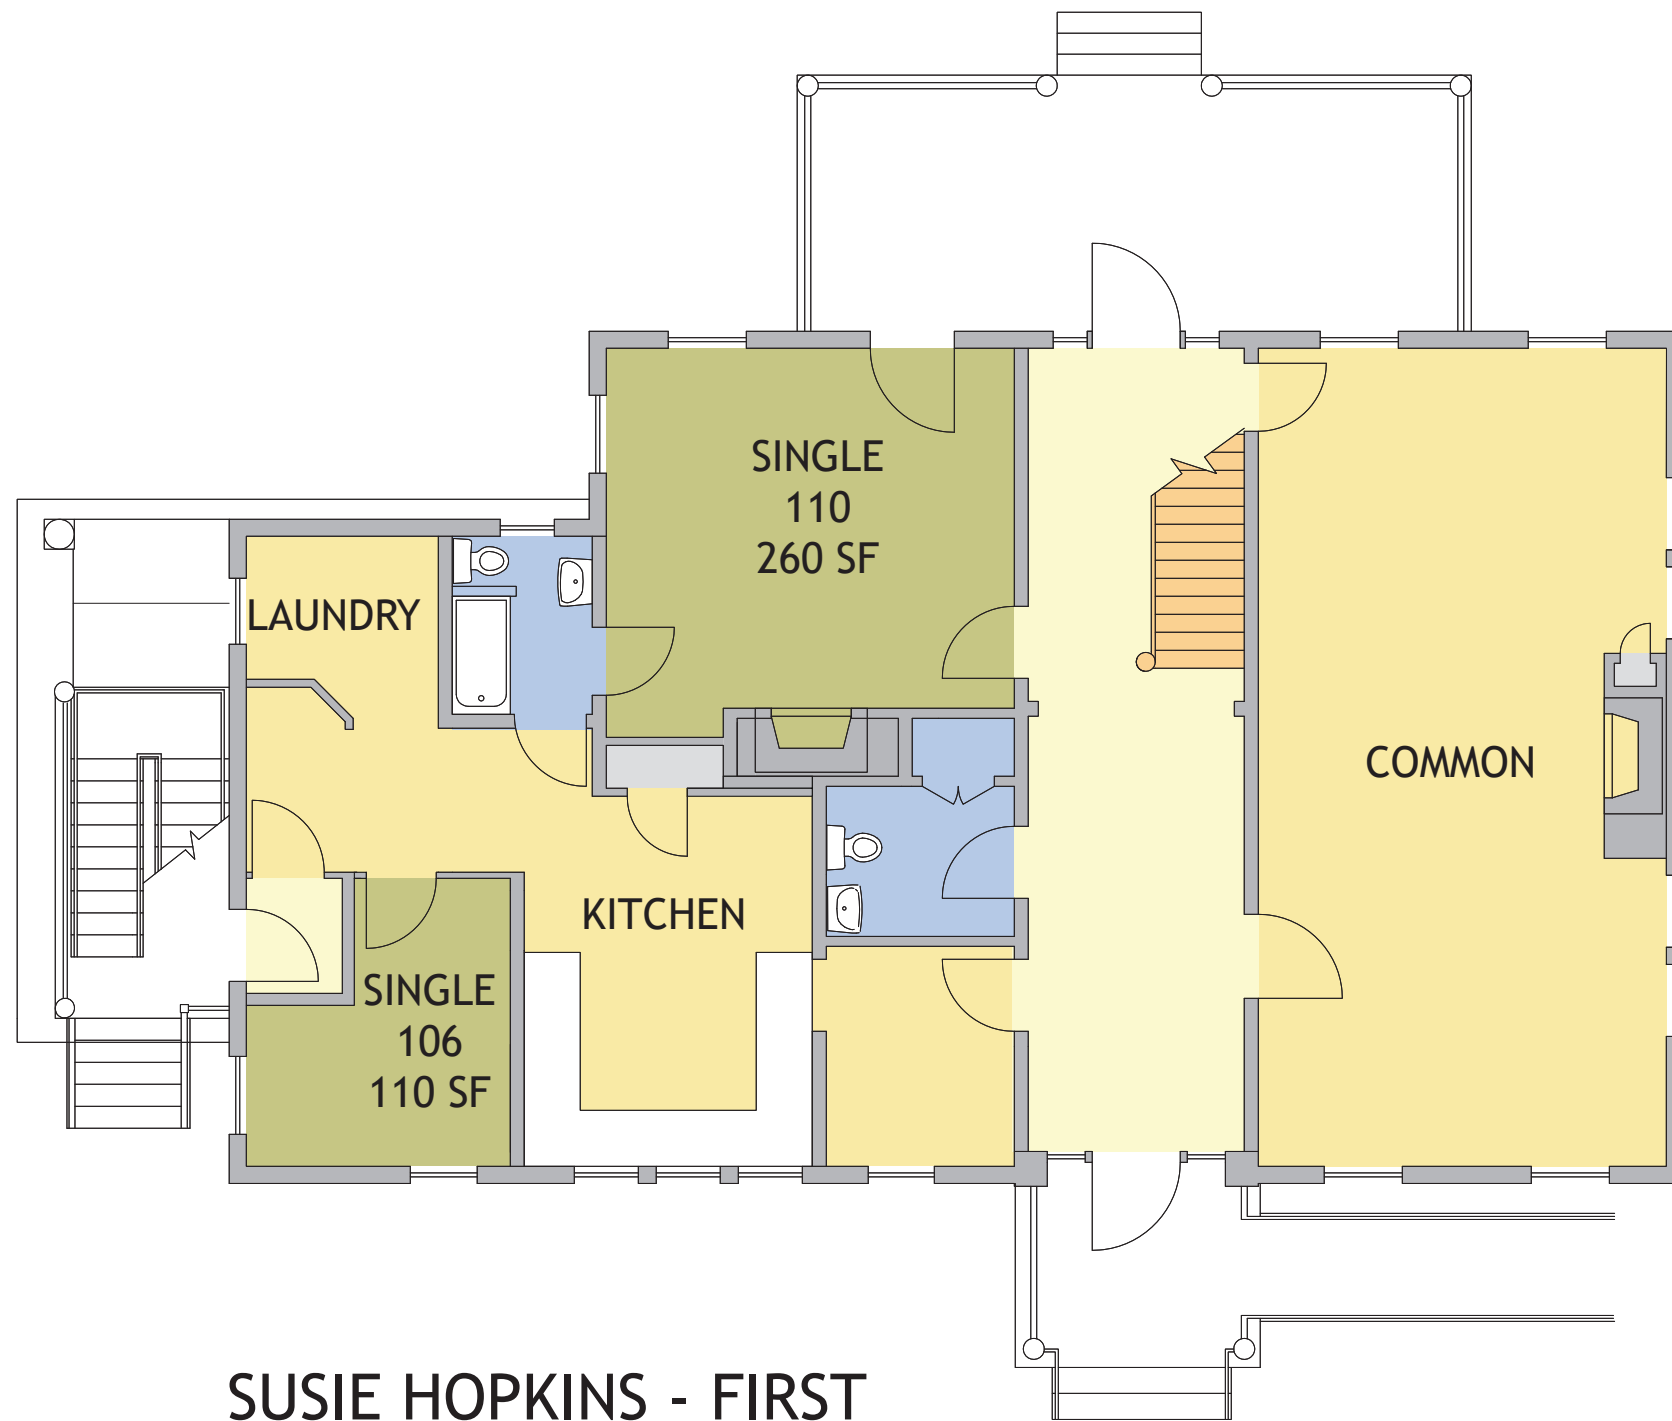 SINGLE
110
260 SF
LAUNDRY
COMMON
KITCHEN
SINGLE
106
110 SF
SUSIE HOPKINS - FIRST